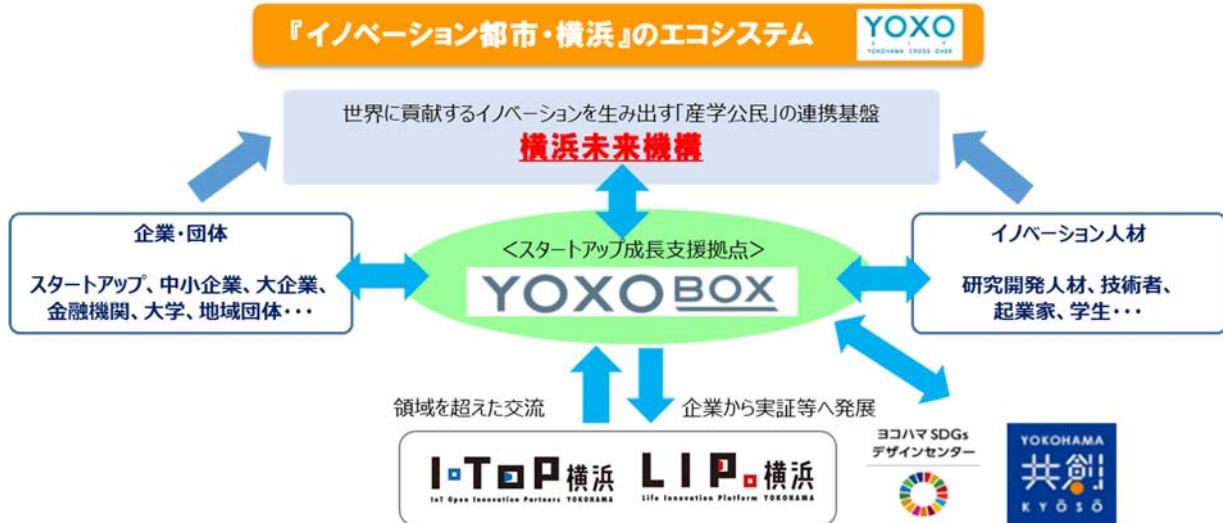 『イノベーション都市・横浜』のエコシステム
YOXO
よくぞ
YOKOHAMA CROSS OVER
世界に貢献するイノベーションを生み出す「産学公民」の連携基盤
横浜未来機構
企業・団体
スタートアップ、中小企業、大企業、
金融機関、大学、地域団体・・・
<スタートアップ成長支援拠点>
YOXO BOX
イノベーション人材
研究開発人材、技術者、
起業家、学生・・・
領域を超えた交流
企業から実証等へ発展
I・TOP横浜
IoT Open Innovation Partners YOKOHAMA
LIP.横浜
Life Innovation Platform YOKOHAMA
ヨコハマ SDGs
デザインセンター
YOKOHAMA
共創
KYŌSŌ